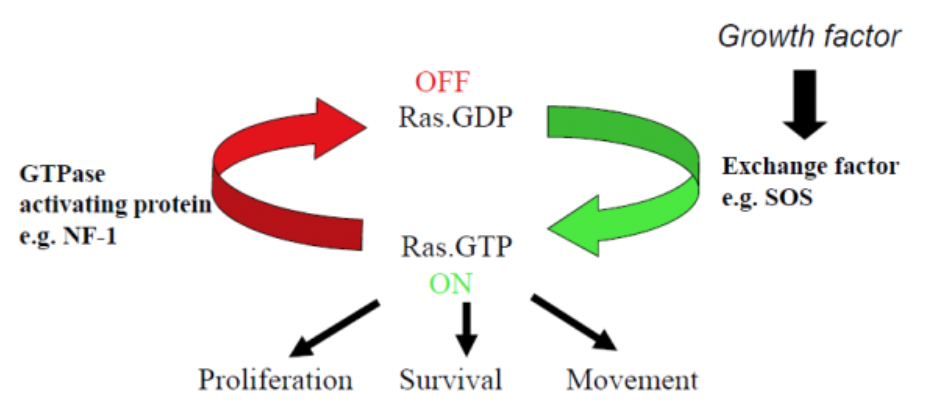 Growth factor
OFF
Ras.GDP
GTPase
activating protein
e.g. NF-1
Exchange factor
e.g. SOS
Ras.GTP
ON
Proliferation
Survival
Movement